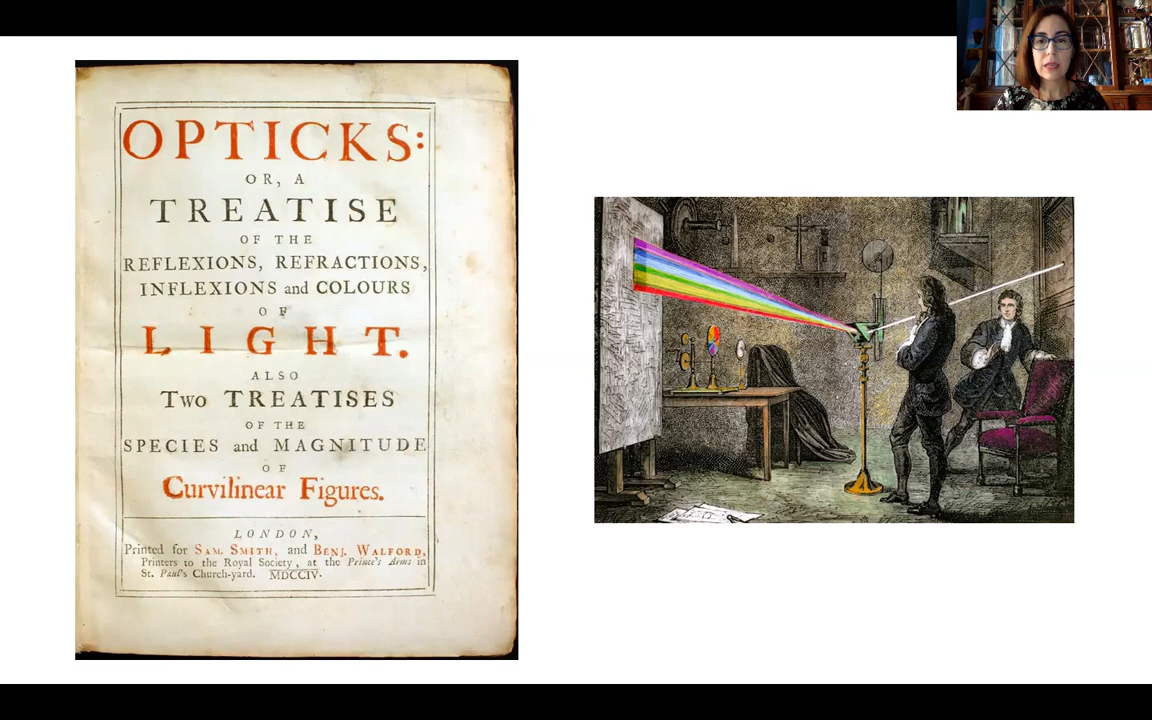 OPTICKS:
OR, A
TREATISE
OF THE
REFLEXIONS, REFRACTIONS,
INFLEXIONS and COLOURS
OF
LIGHT.
ALSO
Two TREATISES
OF THE
SPECIES and MAGNITUDE
OF
Curvilinear Figures.
LONDON,
Printed for SAM. SMITH, and BENJ. WALFORD,
Printers to the Royal Society, at the Prince's Arms in
St. Paul's Church-yard. MDCCIV.